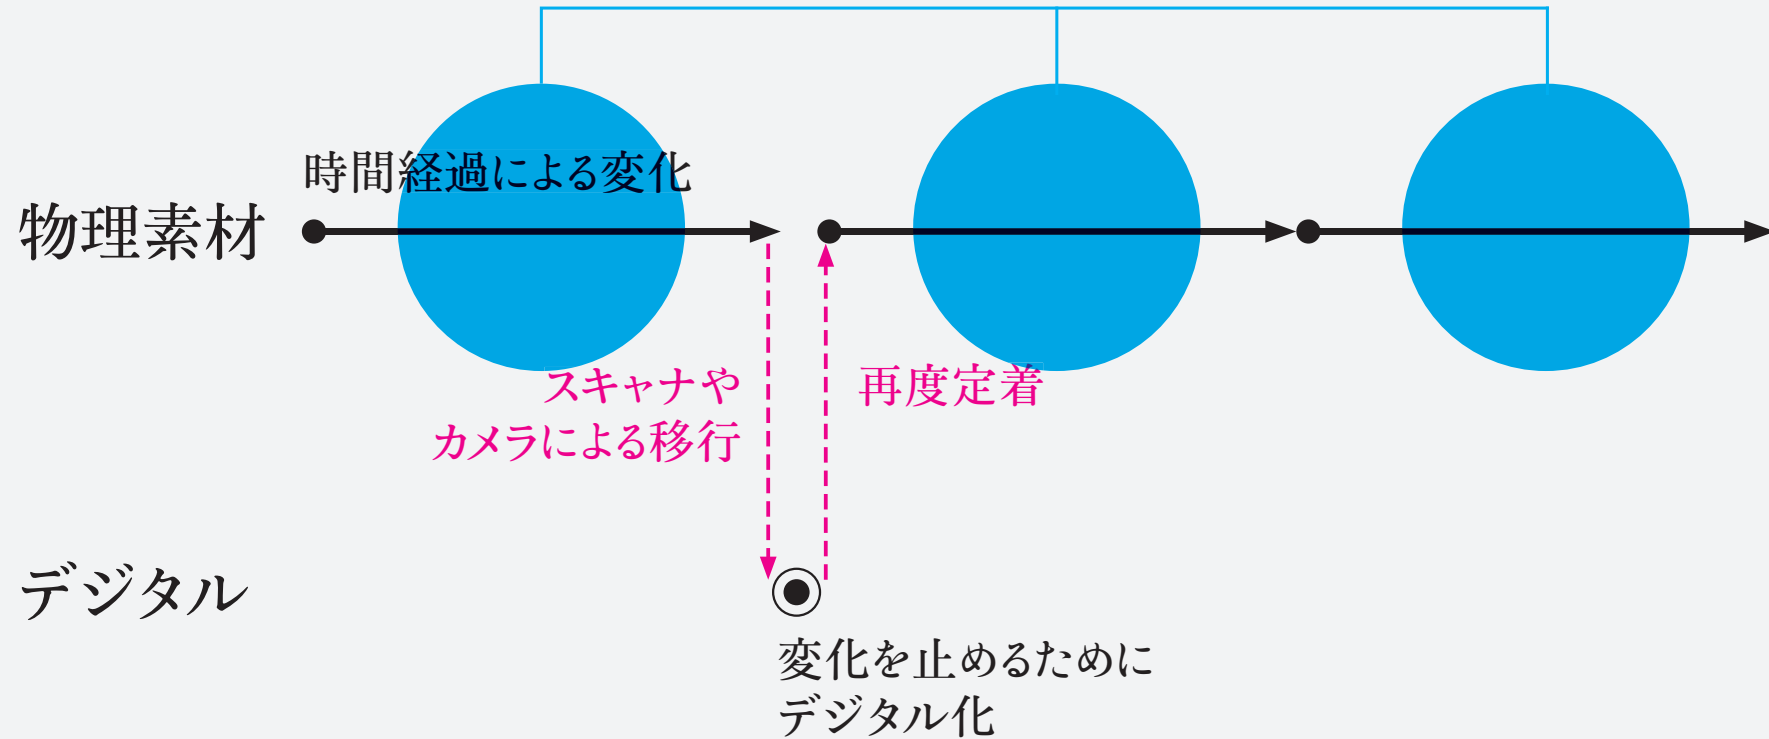 時間経過による変化
物理素材
スキャナや
カメラによる移行
再度定着
デジタル
変化を止めるために
デジタル化